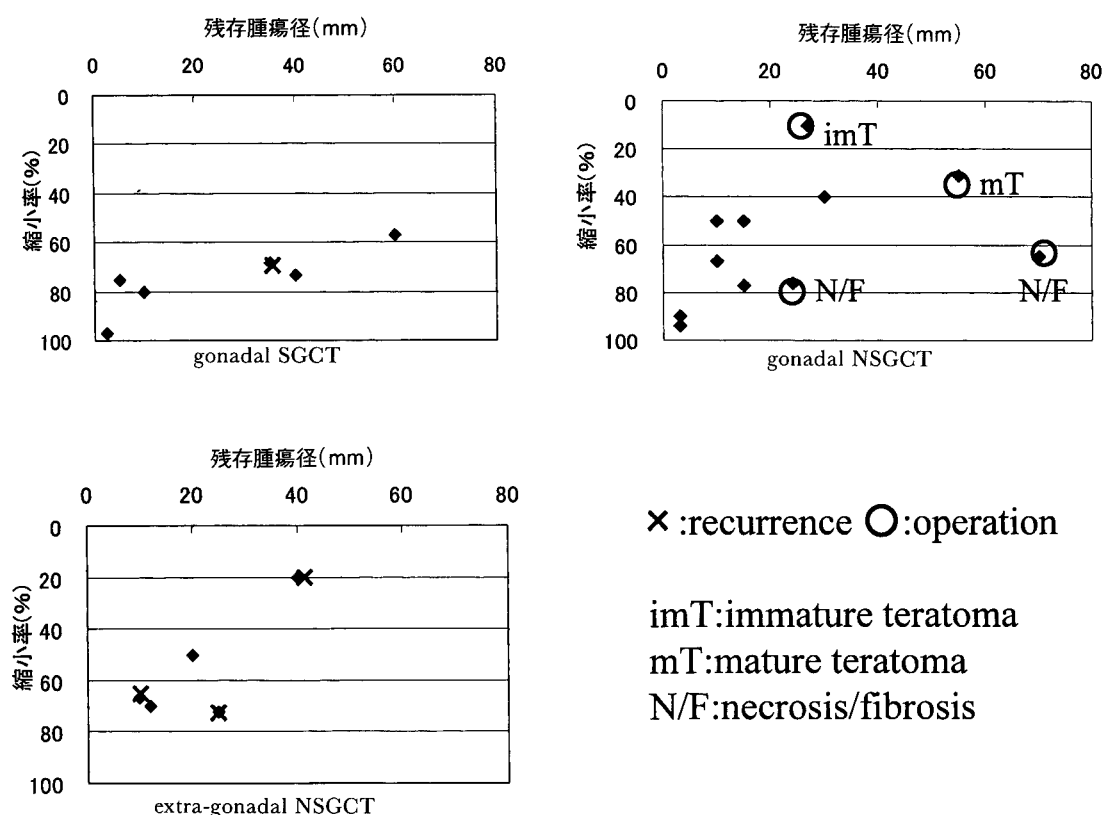 残存腫瘍径(mm)
0 20 40 60 80
縮小率(%)
0
20
40
60
80
100
gonadal SGCT
残存腫瘍径(mm)
0 20 40 60 80
縮小率(%)
0
20
40
60
80
100
imT
mT
N/F
N/F
gonadal NSGCT
残存腫瘍径(mm)
0 20 40 60 80
縮小率(%)
0
20
40
60
80
100
extra-gonadal NSGCT
×:recurrence ○:operation
imT:immature teratoma
mT:mature teratoma
N/F:necrosis/fibrosis